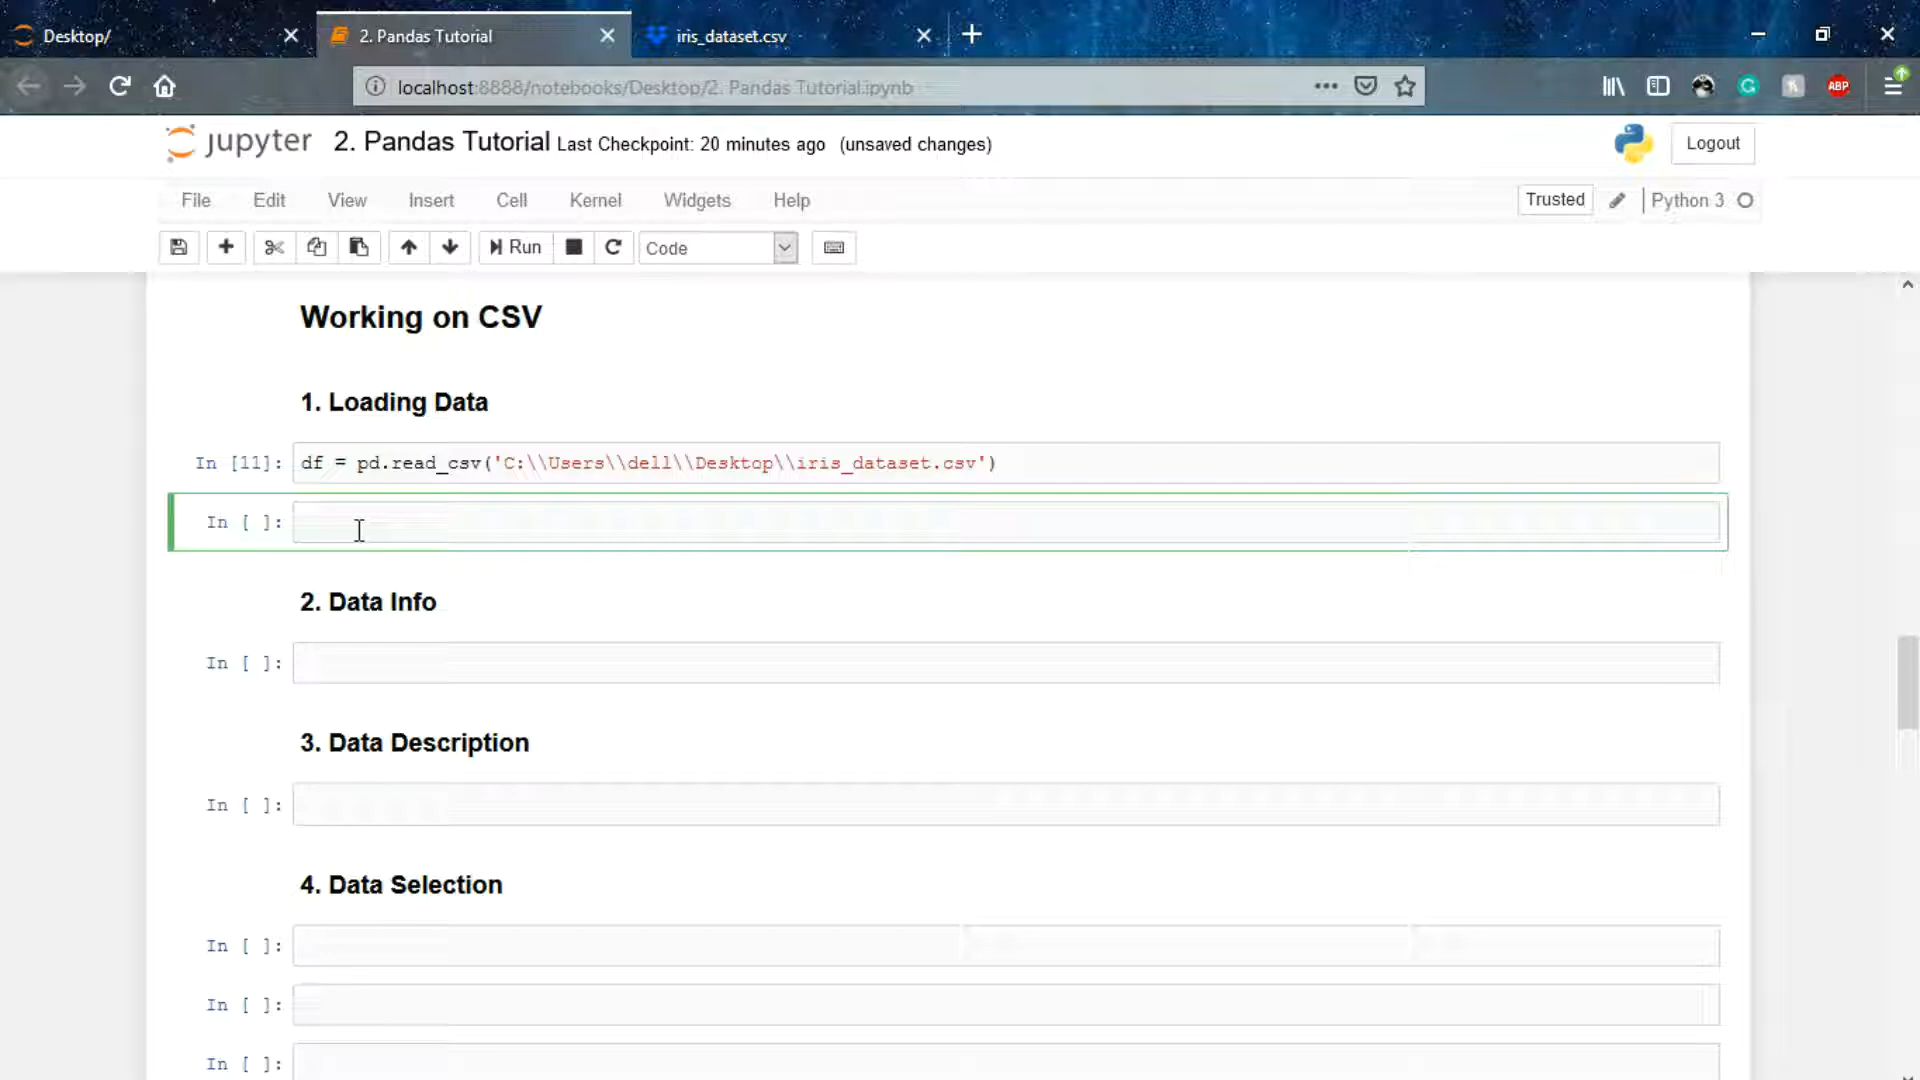 Desktop/
2. Pandas Tutorial
iris_dataset.csv
localhost:8888/notebooks/Desktop/2. Pandas Tutorial.ipynb
ABP
jupyter 2. Pandas Tutorial Last Checkpoint: 20 minutes ago (unsaved changes)
Logout
File Edit View Insert Cell Kernel Widgets Help
Trusted Python 3
Run Code
Working on CSV
1. Loading Data
In [11]: df = pd.read_csv('C:\\Users\\dell\\Desktop\\iris_dataset.csv')
In [ ]:
2. Data Info
In [ ]:
3. Data Description
In [ ]:
4. Data Selection
In [ ]:
In [ ]:
In [ ]: